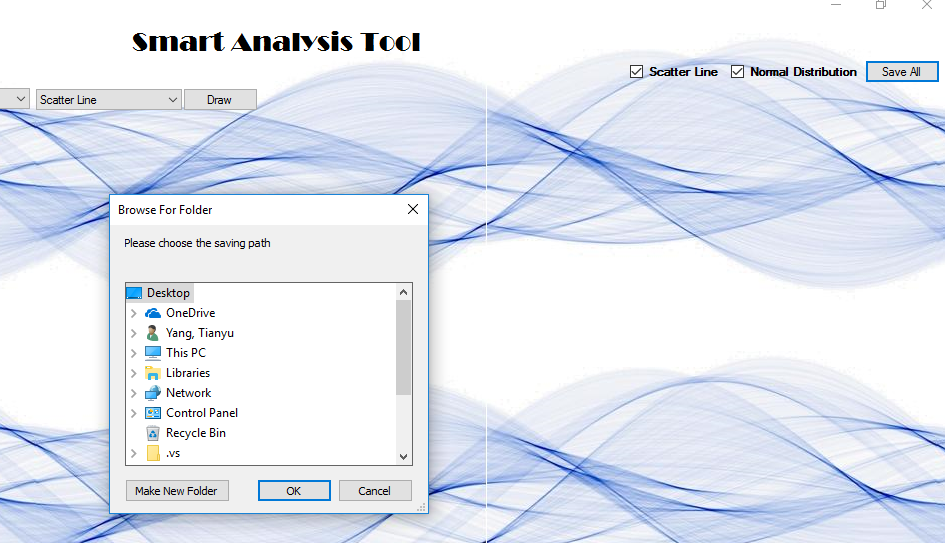 Smart Analysis Tool
Scatter Line Normal Distribution Save All
Scatter Line Draw
Browse For Folder
Please choose the saving path
Desktop
OneDrive
Yang, Tianyu
This PC
Libraries
Network
Control Panel
Recycle Bin
.vs
Make New Folder OK Cancel